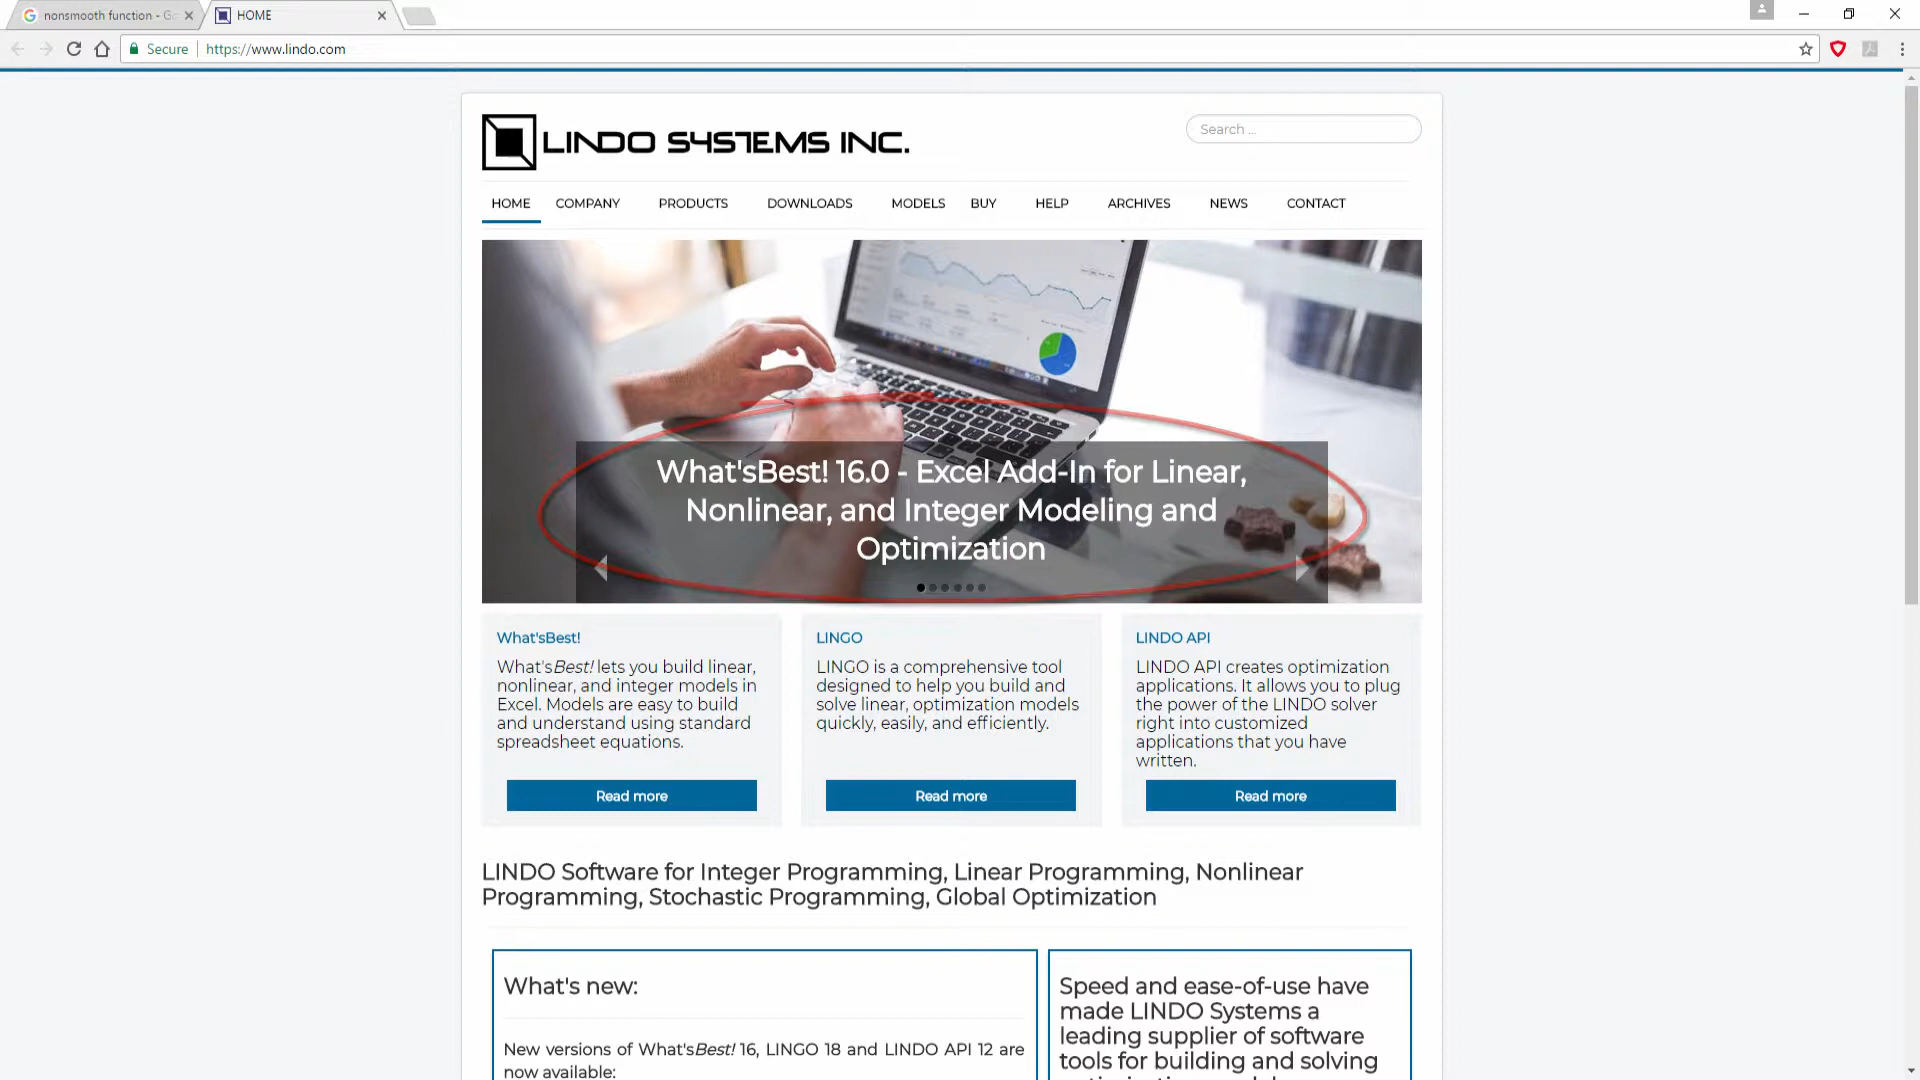 nonsmooth function - Go
HOME
Secure
https://www.lindo.com
LINDO SYSTEMS INC.
Search ...
HOME COMPANY PRODUCTS DOWNLOADS MODELS BUY HELP ARCHIVES NEWS CONTACT
What'sBest! 16.0 - Excel Add-In for Linear,
Nonlinear, and Integer Modeling and
Optimization
What'sBest!
What'sBest! lets you build linear,
nonlinear, and integer models in
Excel. Models are easy to build
and understand using standard
spreadsheet equations.
Read more
LINGO
LINGO is a comprehensive tool
designed to help you build and
solve linear, optimization models
quickly, easily, and efficiently.
Read more
LINDO API
LINDO API creates optimization
applications. It allows you to plug
the power of the LINDO solver
right into customized
applications that you have
written.
Read more
LINDO Software for Integer Programming, Linear Programming, Nonlinear
Programming, Stochastic Programming, Global Optimization
What's new:
New versions of What'sBest! 16, LINGO 18 and LINDO API 12 are
now available:
Speed and ease-of-use have
made LINDO Systems a
leading supplier of software
tools for building and solving